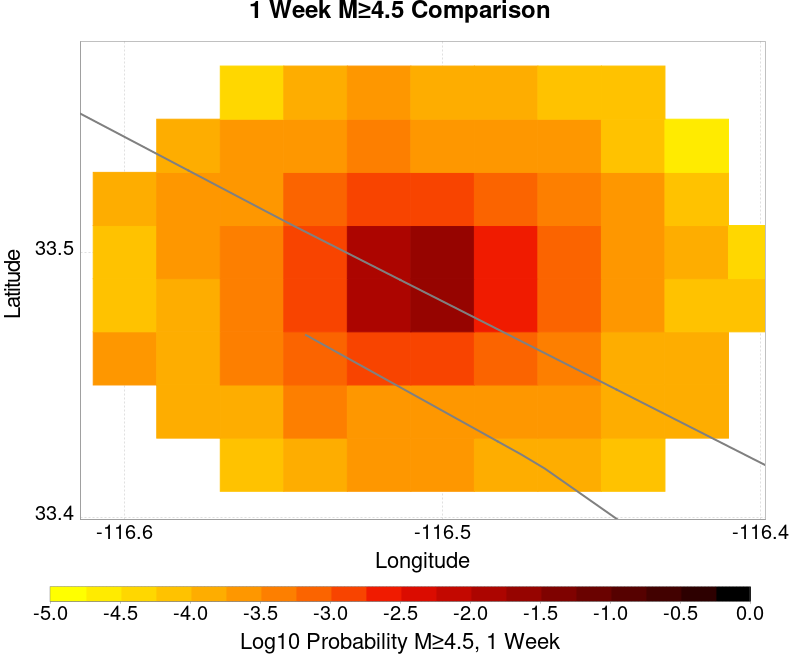 1 Week M≥4.5 Comparison
Latitude
33.5
33.4
-116.6 -116.5 -116.4
Longitude
-5.0 -4.5 -4.0 -3.5 -3.0 -2.5 -2.0 -1.5 -1.0 -0.5 0.0
Log10 Probability M≥4.5, 1 Week